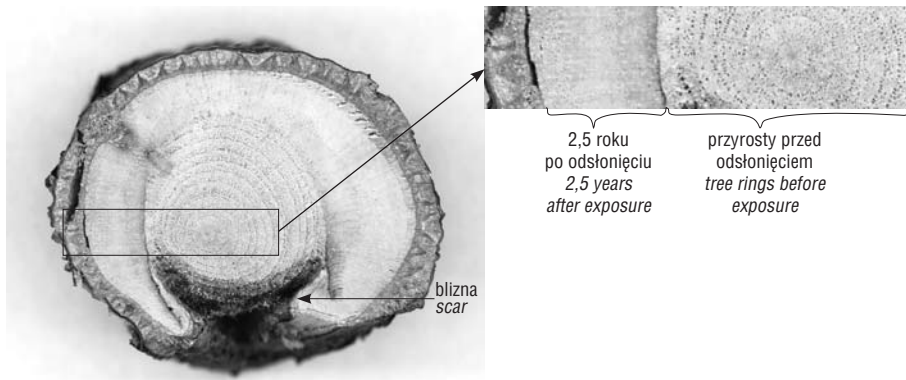 2,5 roku
po odsłonięciu
2,5 years
after exposure
przyrosty przed
odsłonięciem
tree rings before
exposure
blizna
scar